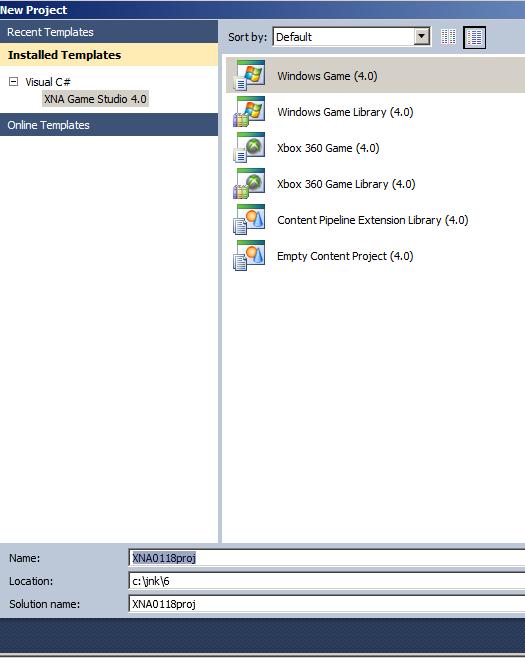 New Project
Recent Templates
Installed Templates
Visual C#
XNA Game Studio 4.0
Online Templates
Sort by: Default
Windows Game (4.0)
Windows Game Library (4.0)
Xbox 360 Game (4.0)
Xbox 360 Game Library (4.0)
Content Pipeline Extension Library (4.0)
Empty Content Project (4.0)
Name: XNA0118proj
Location: c:\jnk\6
Solution name: XNA0118proj